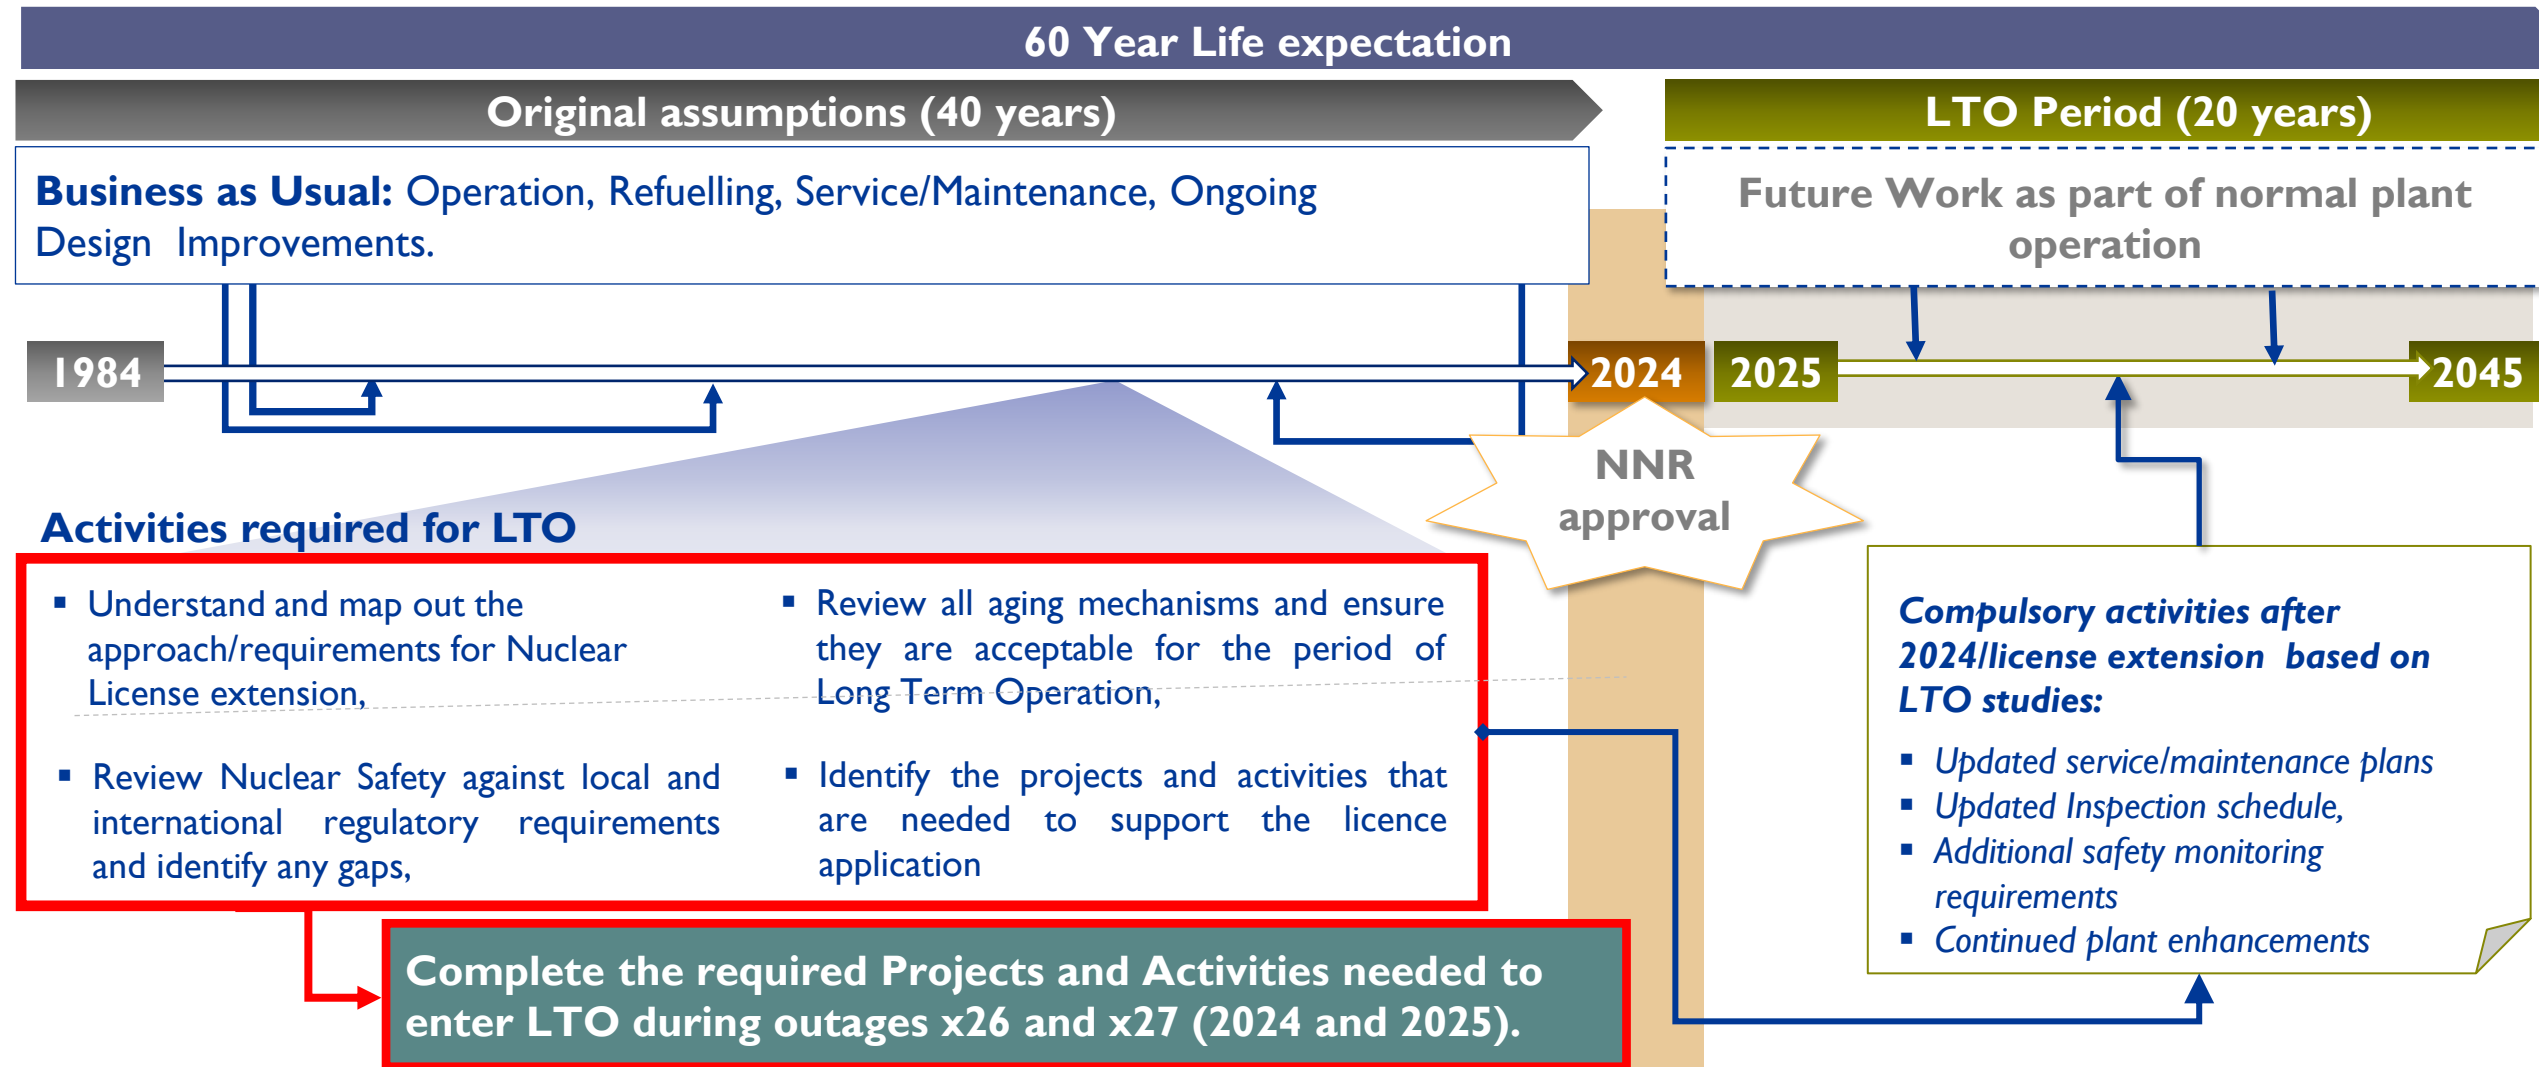 60 Year Life expectation
Original assumptions (40 years)
LTO Period (20 years)
Business as Usual: Operation, Refuelling, Service/Maintenance, Ongoing
Design Improvements.
Future Work as part of normal plant
operation
1984
2024
2025
2045
NNR
approval
Activities required for LTO
▪ Understand and map out the
approach/requirements for Nuclear
License extension,
▪ Review Nuclear Safety against local and
international regulatory requirements
and identify any gaps,
▪ Review all aging mechanisms and ensure
they are acceptable for the period of
Long Term Operation,
▪ Identify the projects and activities that
are needed to support the licence
application
Complete the required Projects and Activities needed to
enter LTO during outages x26 and x27 (2024 and 2025).
Compulsory activities after
2024/license extension based on
LTO studies:
▪ Updated service/maintenance plans
▪ Updated Inspection schedule,
▪ Additional safety monitoring
requirements
▪ Continued plant enhancements